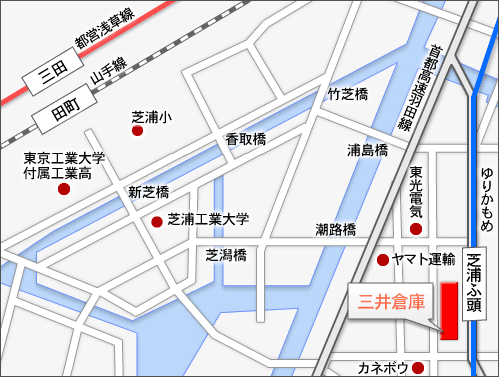 都営浅草線
三田
山手線
田町
首都高速羽田線
竹芝橋
芝浦小
香取橋
浦島橋
東京工業大学
付属工業高
新芝橋
東光電気
ゆりかもめ
芝浦工業大学
潮路橋
芝潟橋
ヤマト運輸
芝浦ふ頭
三井倉庫
カネボウ